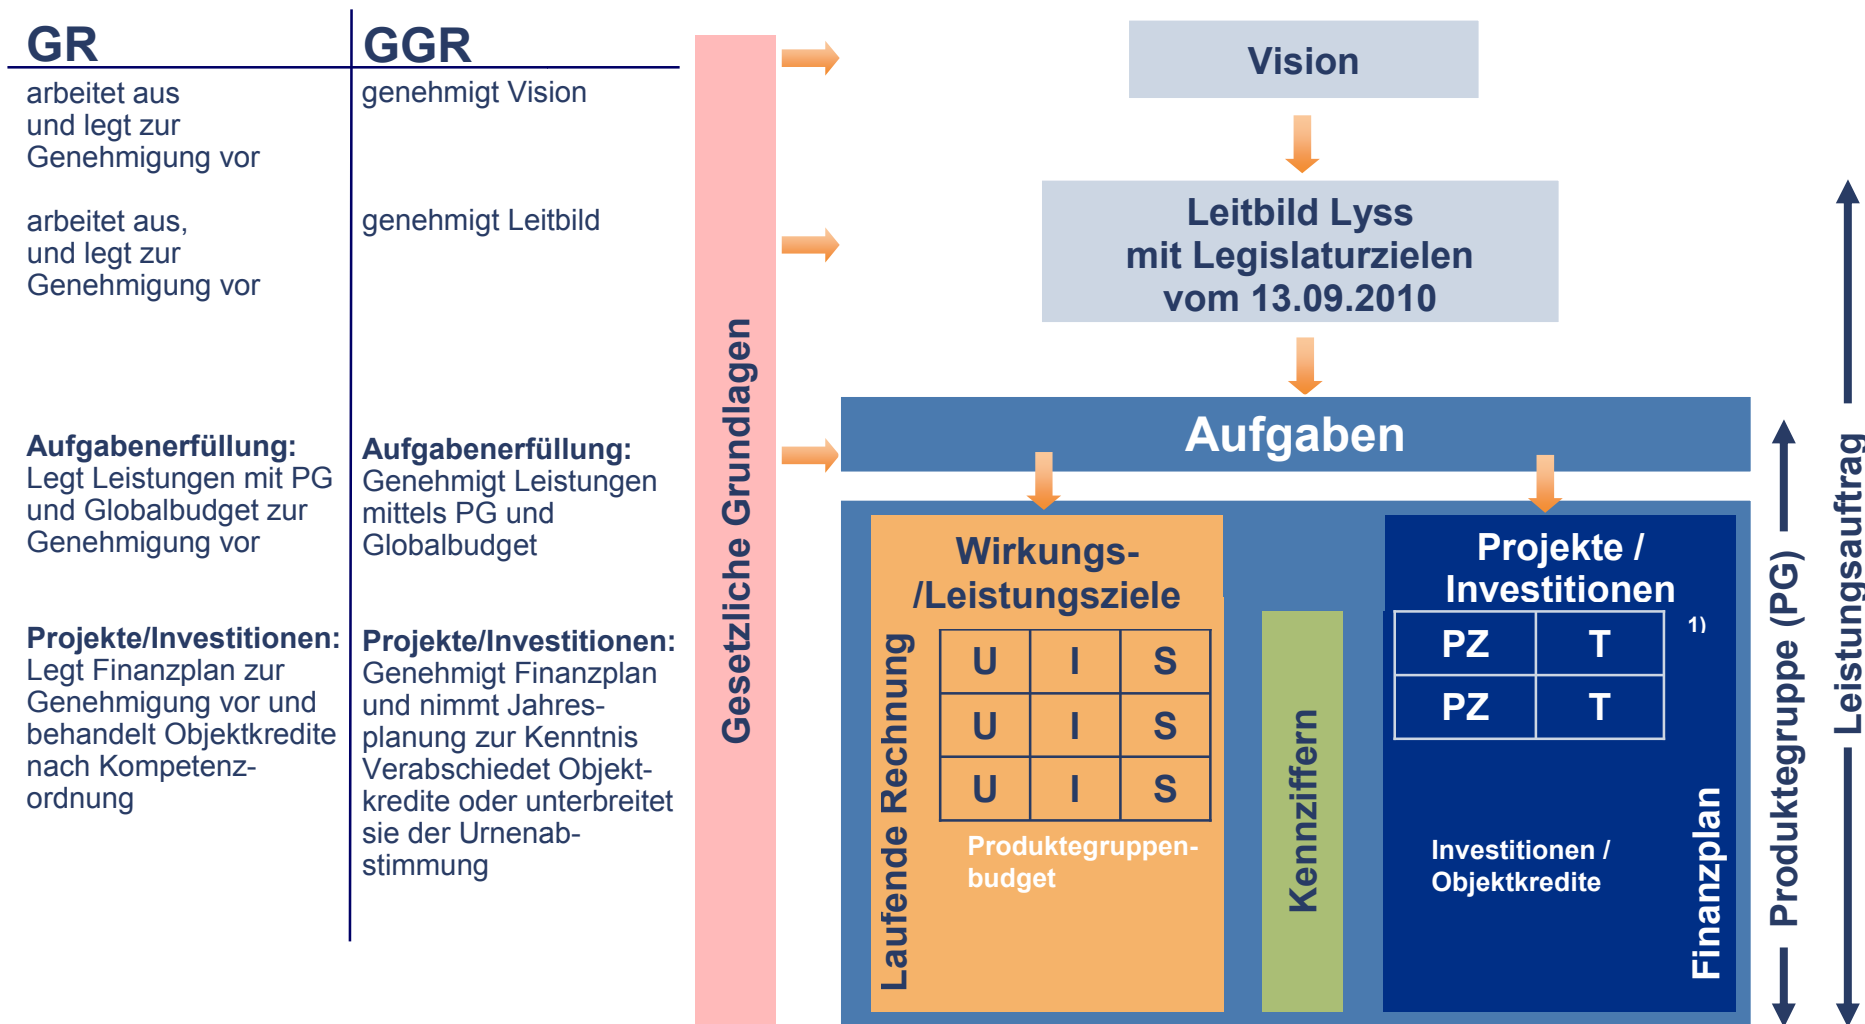 GR
GGR
arbeitet aus
und legt zur
Genehmigung vor
genehmigt Vision
arbeitet aus,
und legt zur
Genehmigung vor
genehmigt Leitbild
Aufgabenerfüllung:
Legt Leistungen mit PG
und Globalbudget zur
Genehmigung vor
Aufgabenerfüllung:
Genehmigt Leistungen
mittels PG und
Globalbudget
Projekte/Investitionen:
Legt Finanzplan zur
Genehmigung vor und
behandelt Objektkredite
nach Kompetenz-
ordnung
Projekte/Investitionen:
Genehmigt Finanzplan
und nimmt Jahres-
planung zur Kenntnis
Verabschiedet Objekt-
kredite oder unterbreitet
sie der Urnenab-
stimmung
Gesetzliche Grundlagen
Vision
Leitbild Lyss
mit Legislaturzielen
vom 13.09.2010
Aufgaben
Wirkungs-
/Leistungsziele
Laufende Rechnung
U I S
U I S
U I S
Produktegruppen-
budget
Kennziffern
Projekte /
Investitionen
PZ T 1)
PZ T
Investitionen /
Objektkredite
Finanzplan
Produktegruppe (PG)
Leistungsauftrag